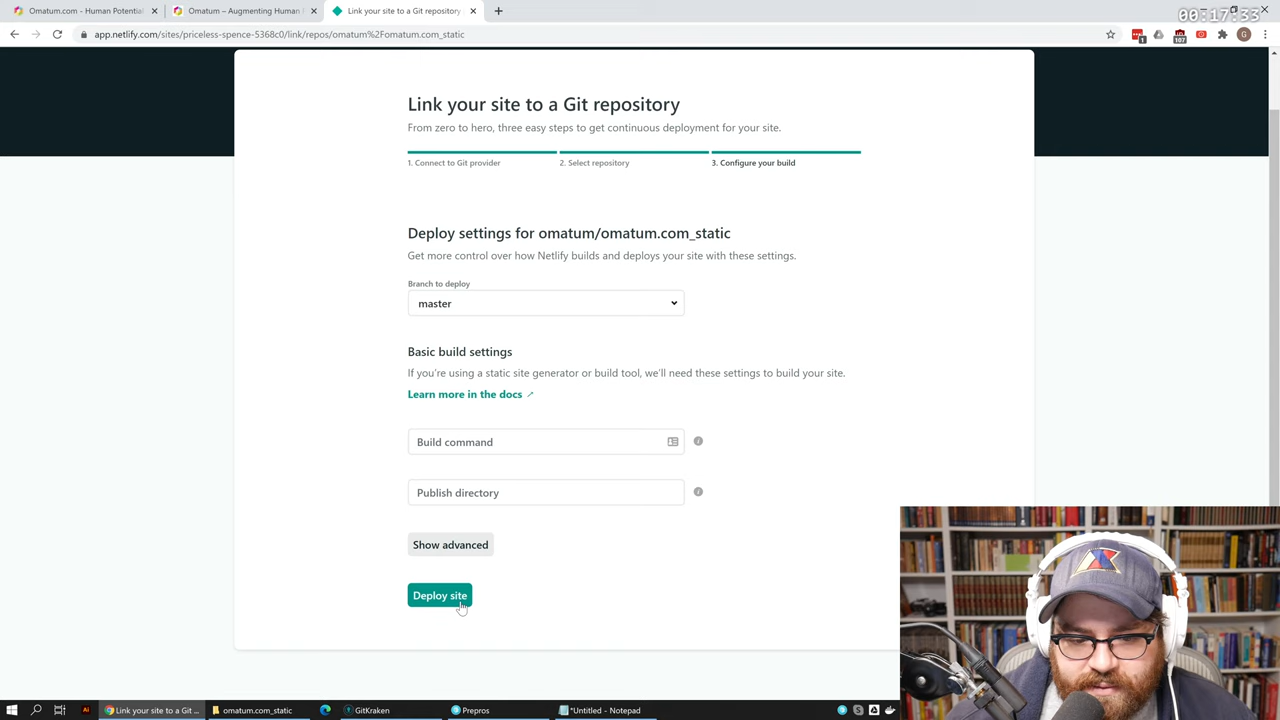 Omatum.com - Human Potential
Omatum – Augmenting Human
Link your site to a Git repository
00:17:33
app.netlify.com/sites/priceless-spence-5368c0/link/repos/omatum%2Fomatum.com_static
1
107
G
Link your site to a Git repository
From zero to hero, three easy steps to get continuous deployment for your site.
1. Connect to Git provider
2. Select repository
3. Configure your build
Deploy settings for omatum/omatum.com_static
Get more control over how Netlify builds and deploys your site with these settings.
Branch to deploy
master
Basic build settings
If you're using a static site generator or build tool, we'll need these settings to build your site.
Learn more in the docs
Build command
Publish directory
Show advanced
Deploy site
Ai
Link your site to a Git ...
omatum.com_static
GitKraken
Prepros
*Untitled - Notepad